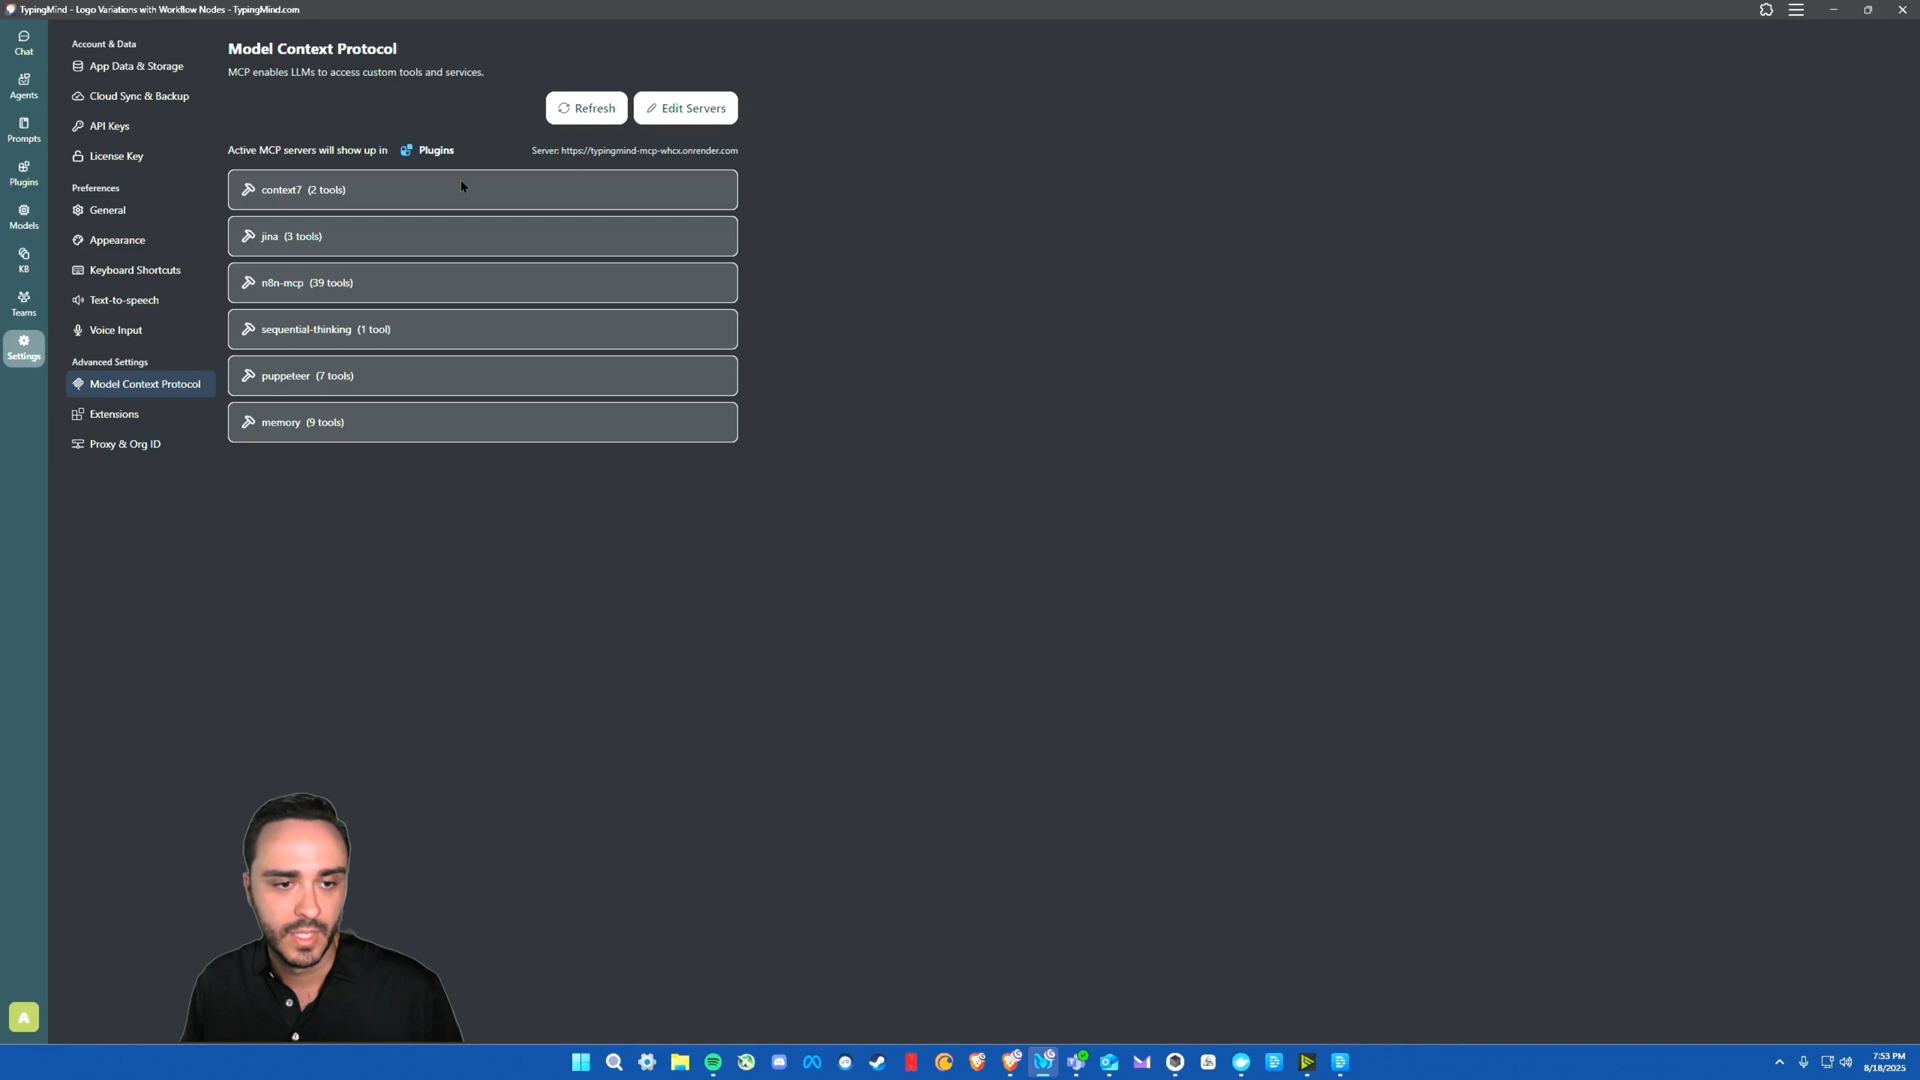 TypingMind - Logo Variations with Workflow Nodes - TypingMind.com
Chat
Agents
Prompts
Plugins
Models
KB
Teams
Settings
A
Account & Data
App Data & Storage
Cloud Sync & Backup
API Keys
License Key
Preferences
General
Appearance
Keyboard Shortcuts
Text-to-speech
Voice Input
Advanced Settings
Model Context Protocol
Extensions
Proxy & Org ID
Model Context Protocol
MCP enables LLMs to access custom tools and services.
Refresh
Edit Servers
Active MCP servers will show up in Plugins
Server: https://typingmind-mcp-whcx.onrender.com
context7 (2 tools)
jina (3 tools)
n8n-mcp (39 tools)
sequential-thinking (1 tool)
puppeteer (7 tools)
memory (9 tools)
7:53 PM
8/18/2025